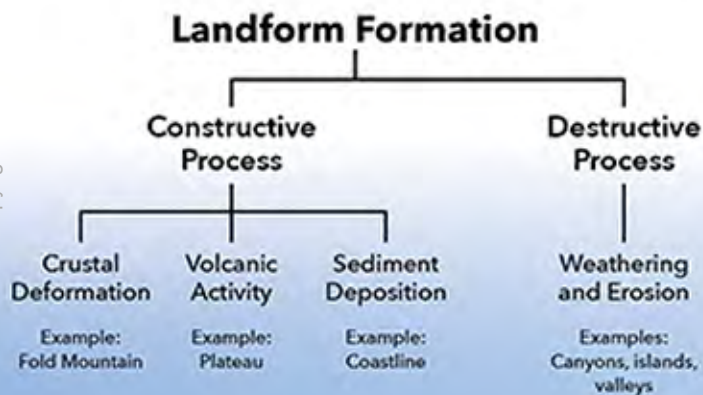 Landform Formation
Constructive
Process
Destructive
Process
Crustal
Deformation
Volcanic
Activity
Sediment
Deposition
Weathering
and Erosion
Example:
Fold Mountain
Example:
Plateau
Example:
Coastline
Examples:
Canyons, islands,
valleys